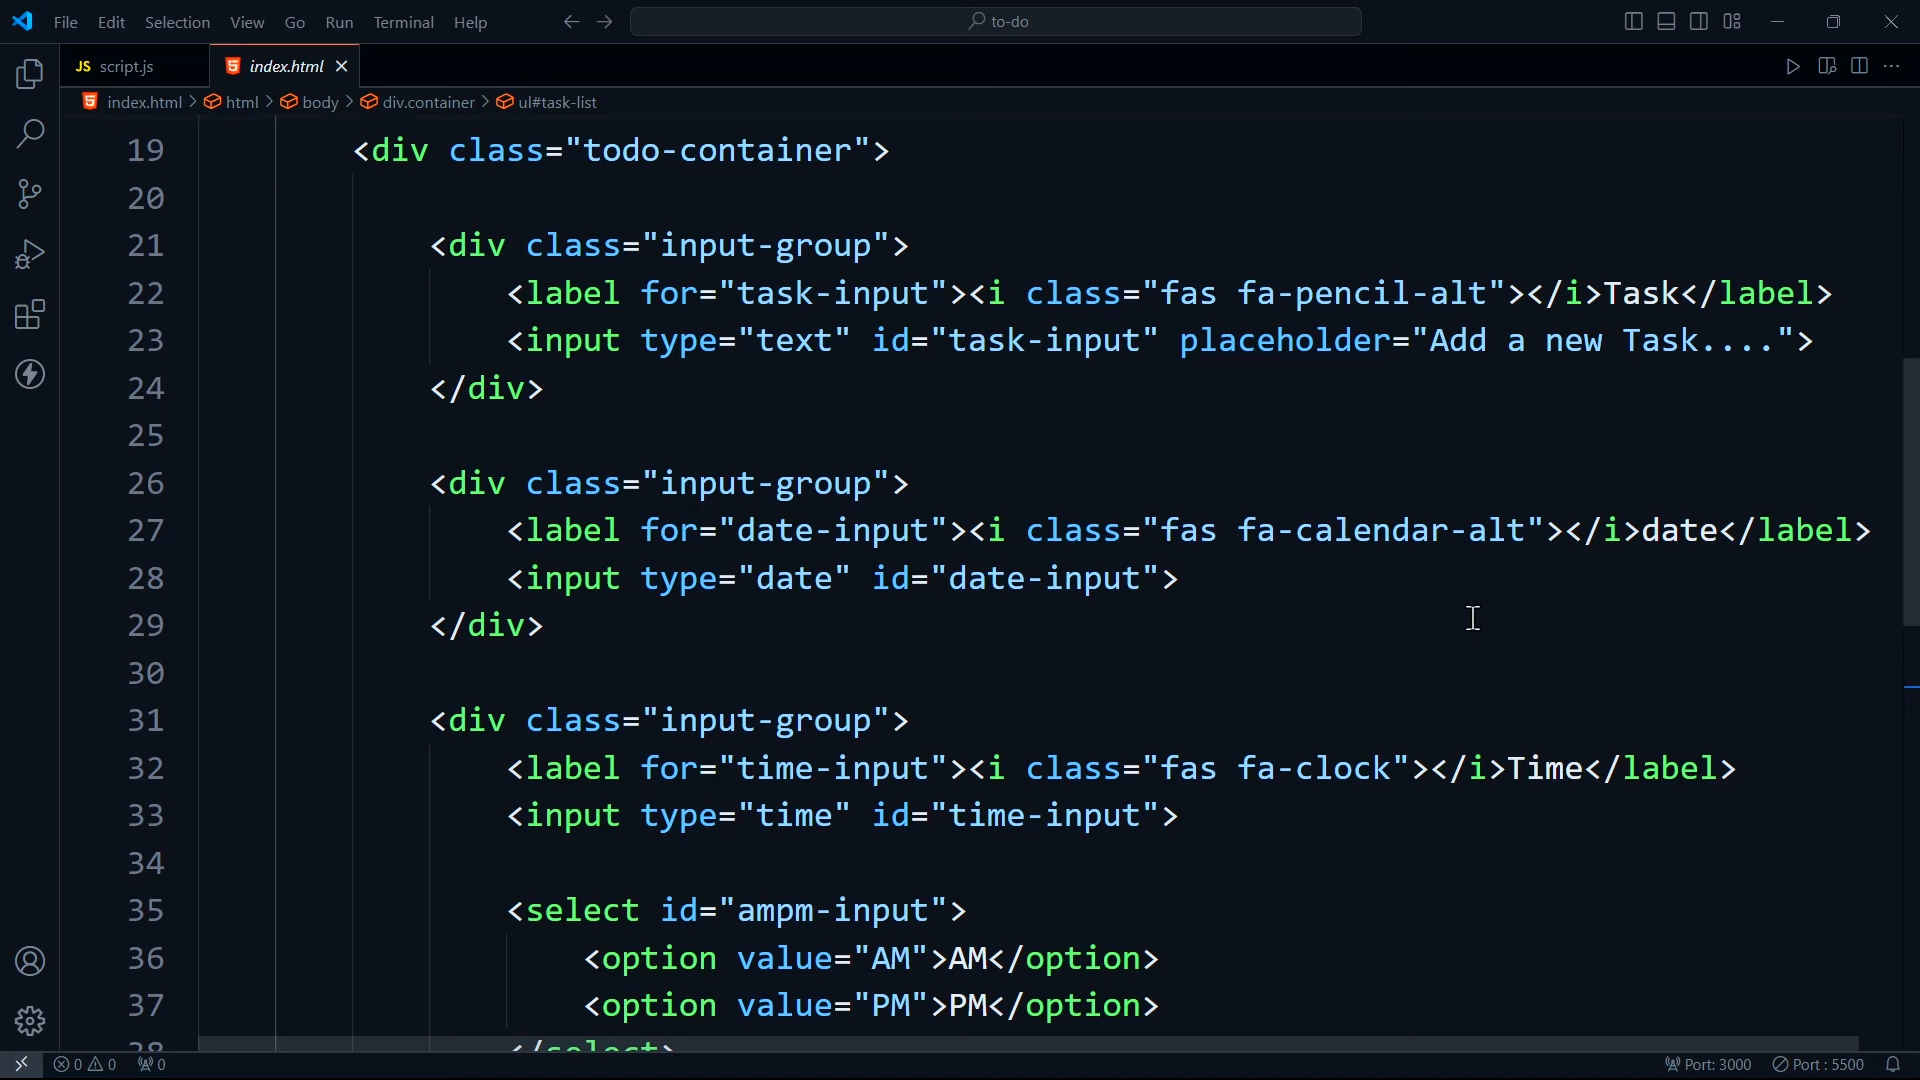 File Edit Selection View Go Run Terminal Help to-do
JS script.js index.html
index.html > html > body > div.container > ul#task-list
19 <div class="todo-container">
20
21 <div class="input-group">
22 <label for="task-input"><i class="fas fa-pencil-alt"></i>Task</label>
23 <input type="text" id="task-input" placeholder="Add a new Task....">
24 </div>
25
26 <div class="input-group">
27 <label for="date-input"><i class="fas fa-calendar-alt"></i>date</label>
28 <input type="date" id="date-input">
29 </div>
30
31 <div class="input-group">
32 <label for="time-input"><i class="fas fa-clock"></i>Time</label>
33 <input type="time" id="time-input">
34
35 <select id="ampm-input">
36 <option value="AM">AM</option>
37 <option value="PM">PM</option>
38 </select>
0 0 0 Port: 3000 Port : 5500